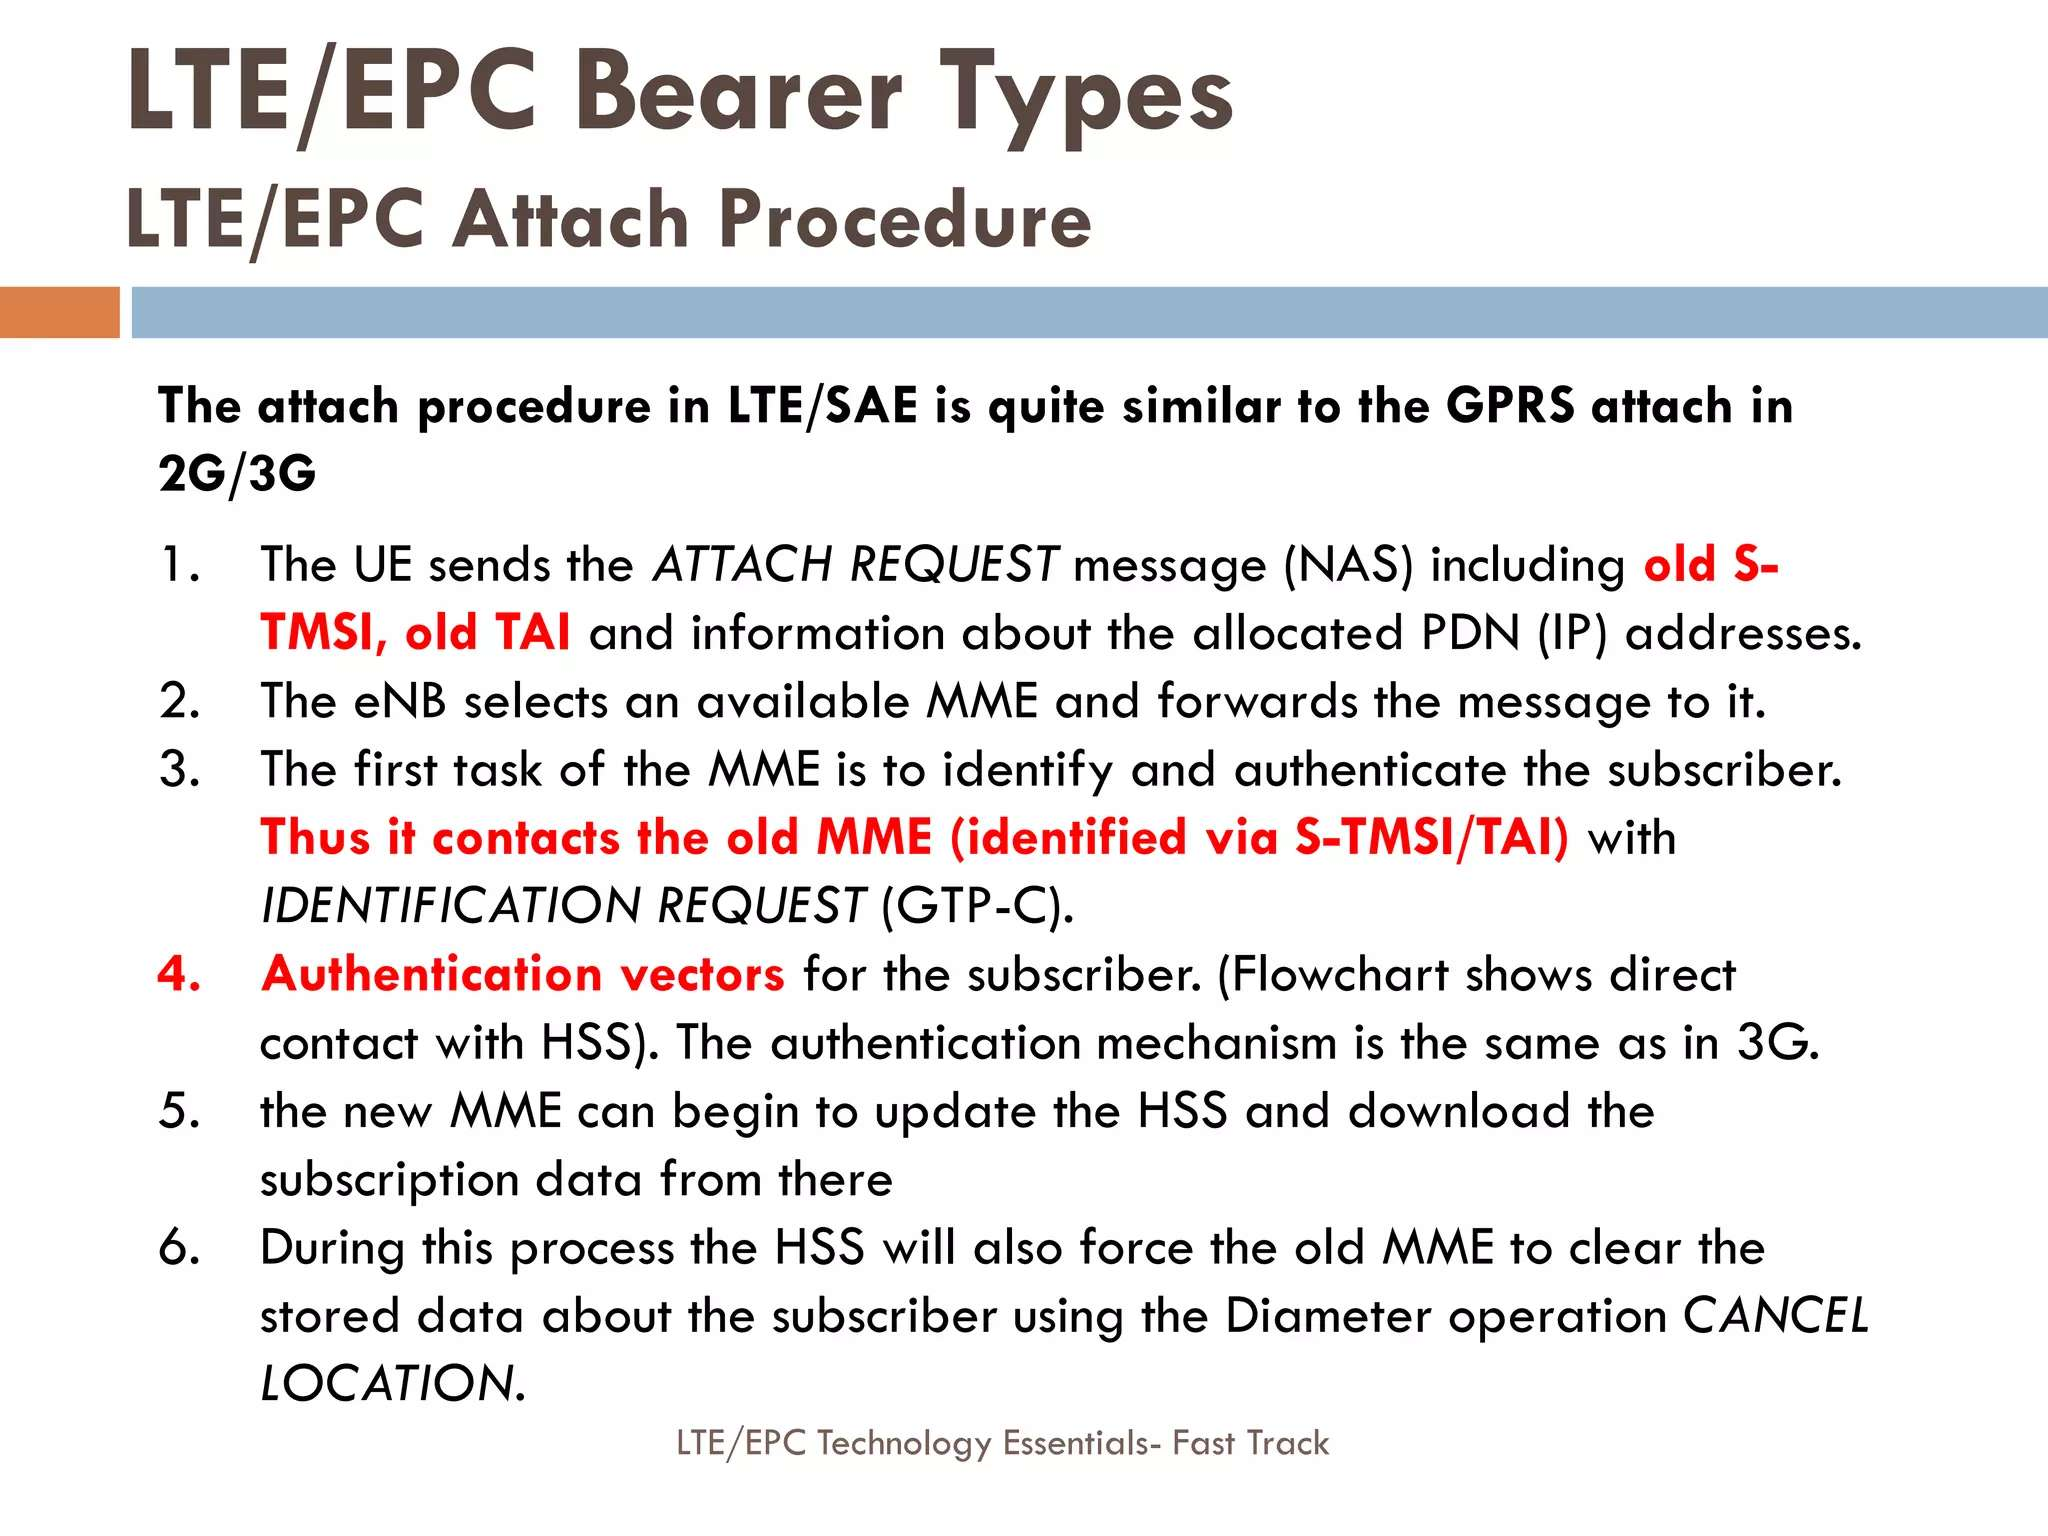 LTE/EPC Bearer Types
LTE/EPC Attach Procedure
The attach procedure in LTE/SAE is quite similar to the GPRS attach in
2G/3G
1. The UE sends the ATTACH REQUEST message (NAS) including old S-
TMSI, old TAI and information about the allocated PDN (IP) addresses.
2. The eNB selects an available MME and forwards the message to it.
3. The first task of the MME is to identify and authenticate the subscriber.
Thus it contacts the old MME (identified via S-TMSI/TAI) with
IDENTIFICATION REQUEST (GTP-C).
4. Authentication vectors for the subscriber. (Flowchart shows direct
contact with HSS). The authentication mechanism is the same as in 3G.
5. the new MME can begin to update the HSS and download the
subscription data from there
6. During this process the HSS will also force the old MME to clear the
stored data about the subscriber using the Diameter operation CANCEL
LOCATION.
LTE/EPC Technology Essentials- Fast Track